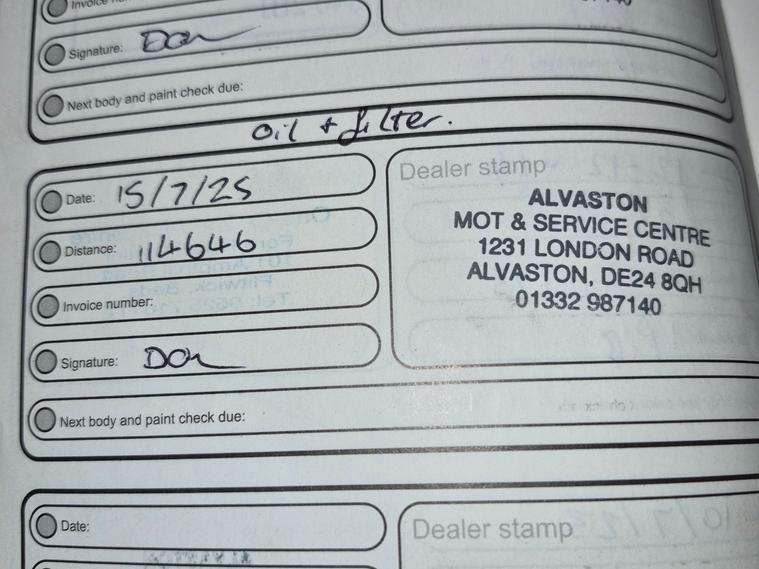 Signature: Don
Next body and paint check due:
Oil + filter.
Date: 15/7/25
Distance: 114646
Invoice number:
Signature: Don
Next body and paint check due:
Dealer stamp
ALVASTON
MOT & SERVICE CENTRE
1231 LONDON ROAD
ALVASTON, DE24 8QH
01332 987140
Date:
Dealer stamp